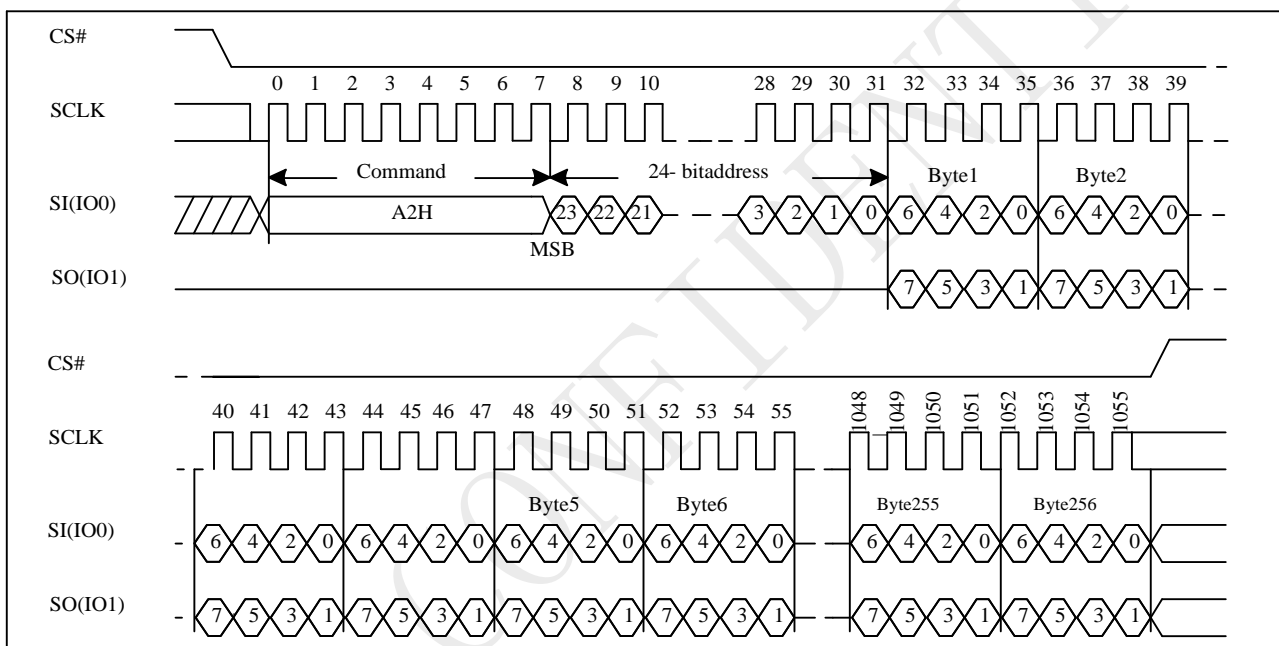 CS#
0 1 2 3 4 5 6 7 8 9 10 28 29 30 31 32 33 34 35 36 37 38 39
SCLK
Command 24- bitaddress Byte1 Byte2
SI(IO0) A2H 23 22 21 3 2 1 0 6 4 2 0 6 4 2 0
MSB
SO(IO1) 7 5 3 1 7 5 3 1
CS#
40 41 42 43 44 45 46 47 48 49 50 51 52 53 54 55 1048 1049 1050 1051 1052 1053 1054 1055
SCLK
Byte5 Byte6 Byte255 Byte256
SI(IO0) 6 4 2 0 6 4 2 0 6 4 2 0 6 4 2 0 6 4 2 0 6 4 2 0
SO(IO1) 7 5 3 1 7 5 3 1 7 5 3 1 7 5 3 1 7 5 3 1 7 5 3 1
CONFIDENT